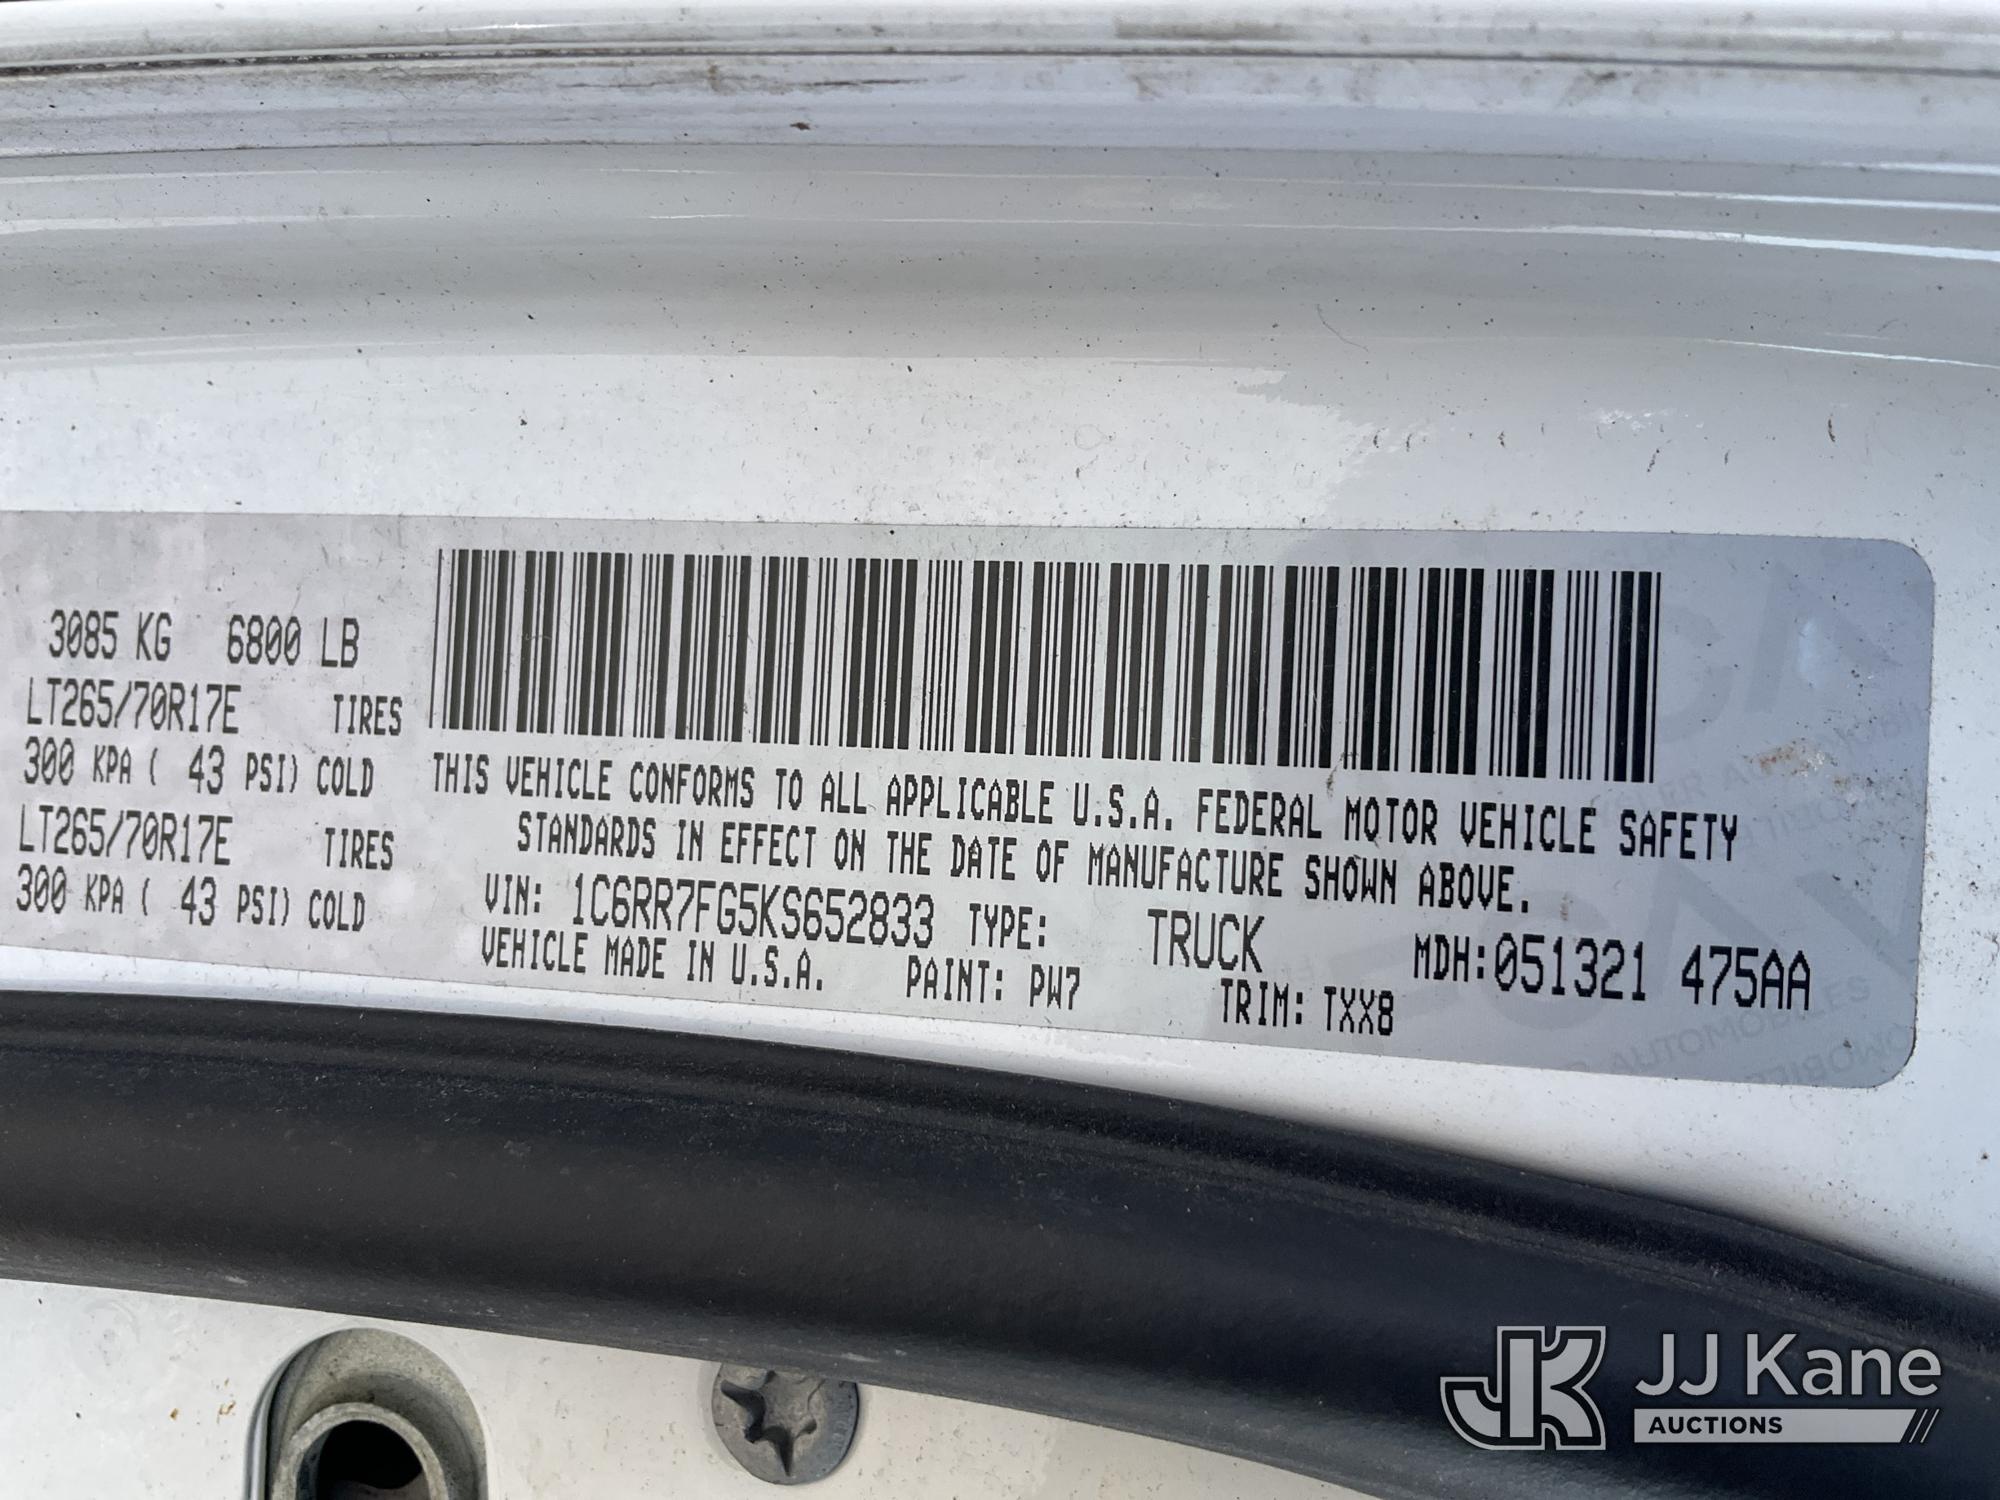 3085 KG 6800 LB
LT265/70R17E TIRES
300 KPA ( 43 PSI) COLD
LT265/70R17E TIRES
300 KPA ( 43 PSI) COLD
THIS VEHICLE CONFORMS TO ALL APPLICABLE U.S.A. FEDERAL MOTOR VEHICLE SAFETY
STANDARDS IN EFFECT ON THE DATE OF MANUFACTURE SHOWN ABOVE.
VIN: 1C6RR7FG5KS652833 TYPE: TRUCK MDH:051321 475AA
VEHICLE MADE IN U.S.A. PAINT: PW7 TRIM: TXX8
AUTOMOBILES
JJ Kane
AUCTIONS